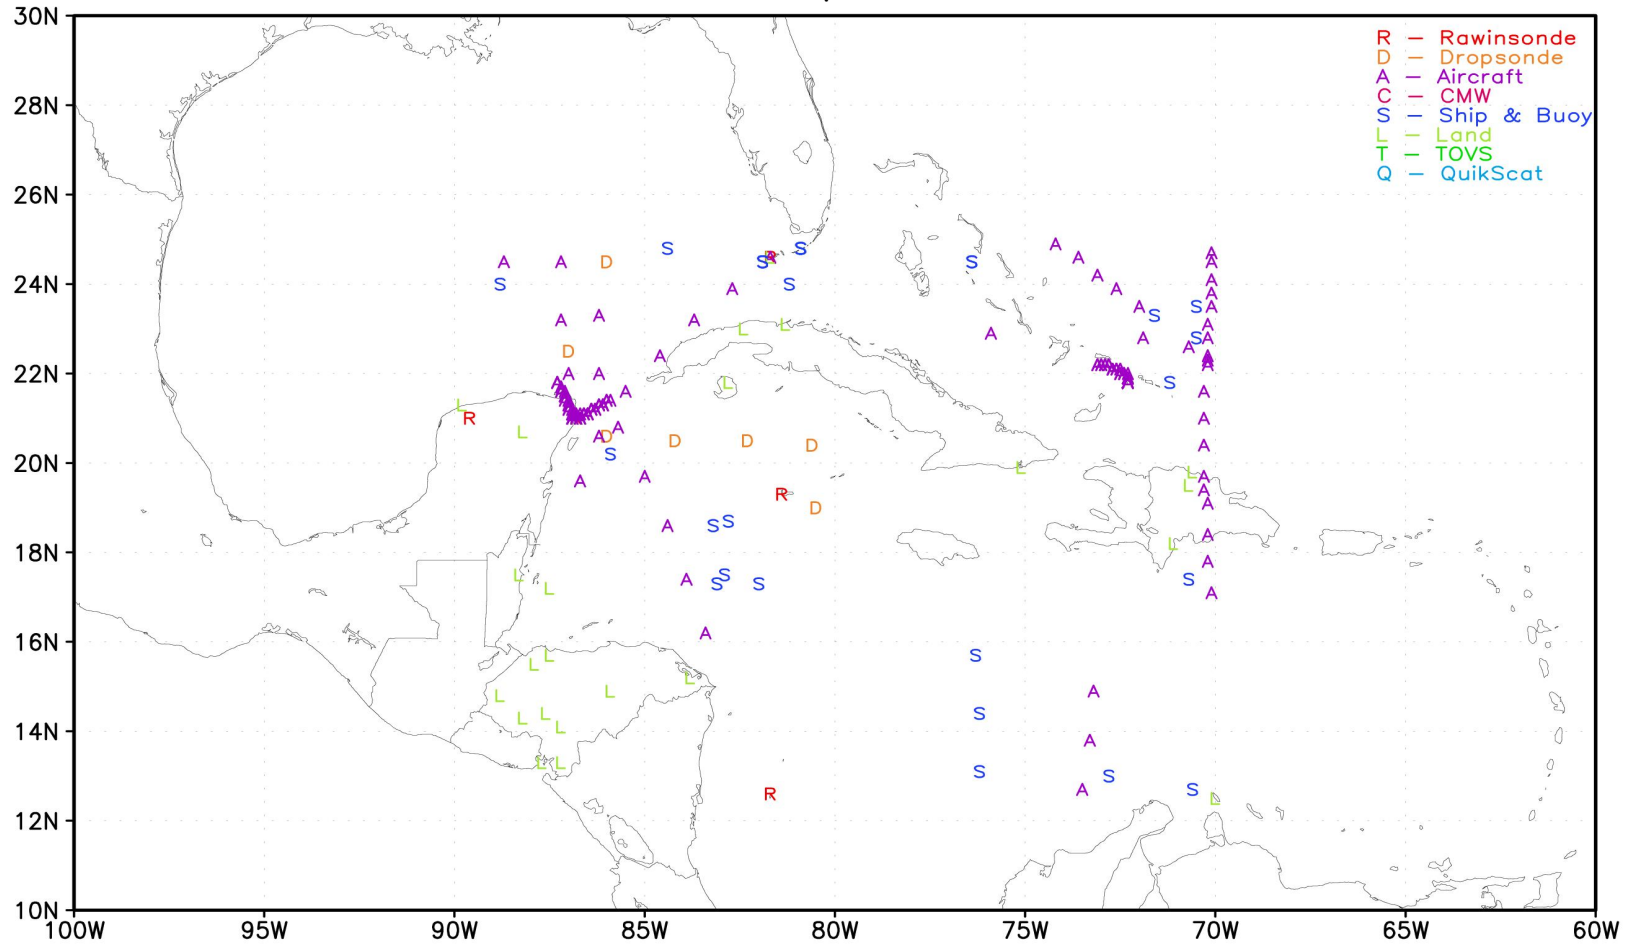 30N
R – Rawinsonde
D – Dropsonde
A – Aircraft
C – CMW
S – Ship & Buoy
L – Land
T – TOVS
Q – QuikScat
28N
26N
24N
22N
20N
18N
16N
14N
12N
10N
100W 95W 90W 85W 80W 75W 70W 65W 60W